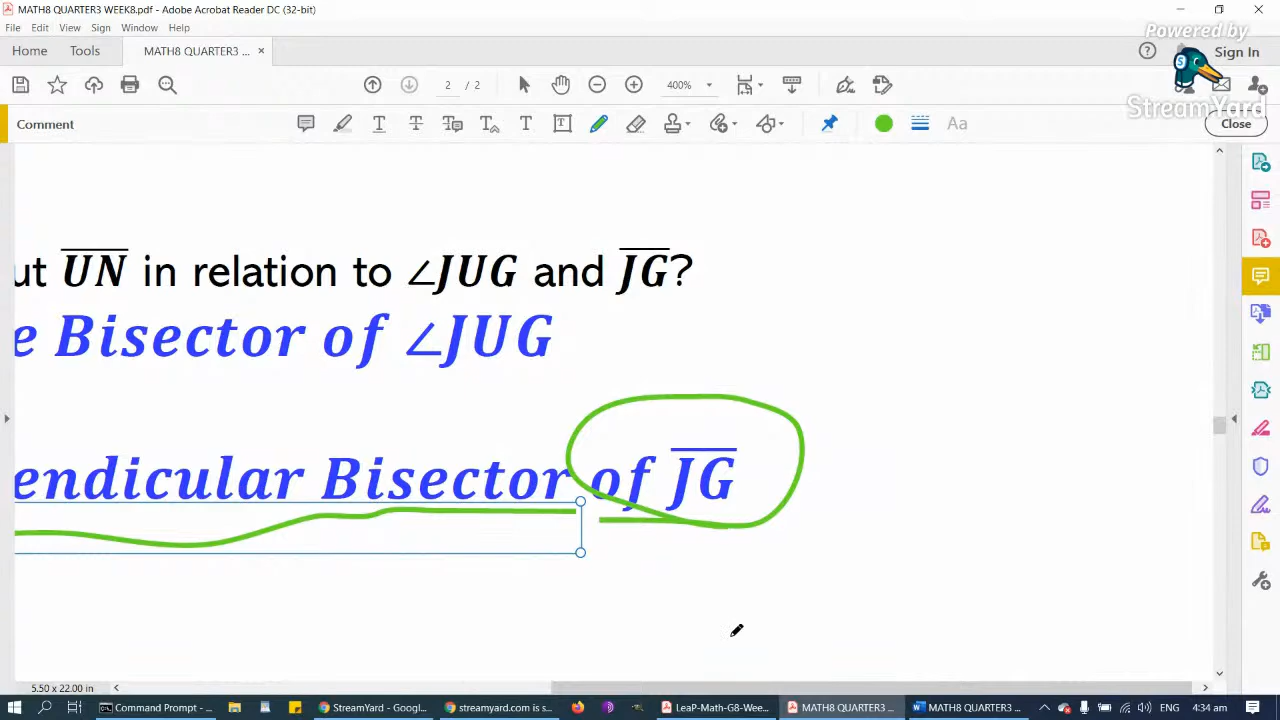 MATH8 QUARTER3 WEEK8.pdf - Adobe Acrobat Reader DC (32-bit)
File Edit View Sign Window Help
Powered by
StreamYard
Home Tools MATH8 QUARTER3 ... × Sign In
2 / 400%
Comment Aa Close
ut UN in relation to ∠JUG and JG?
e Bisector of ∠JUG
endicular Bisector of JG
5.50 x 22.00 in
Command Prompt - ... StreamYard - Googl... streamyard.com is s... LeaP-Math-G8-Wee... MATH8 QUARTER3 ... MATH8 QUARTER3 ... 4:34 am